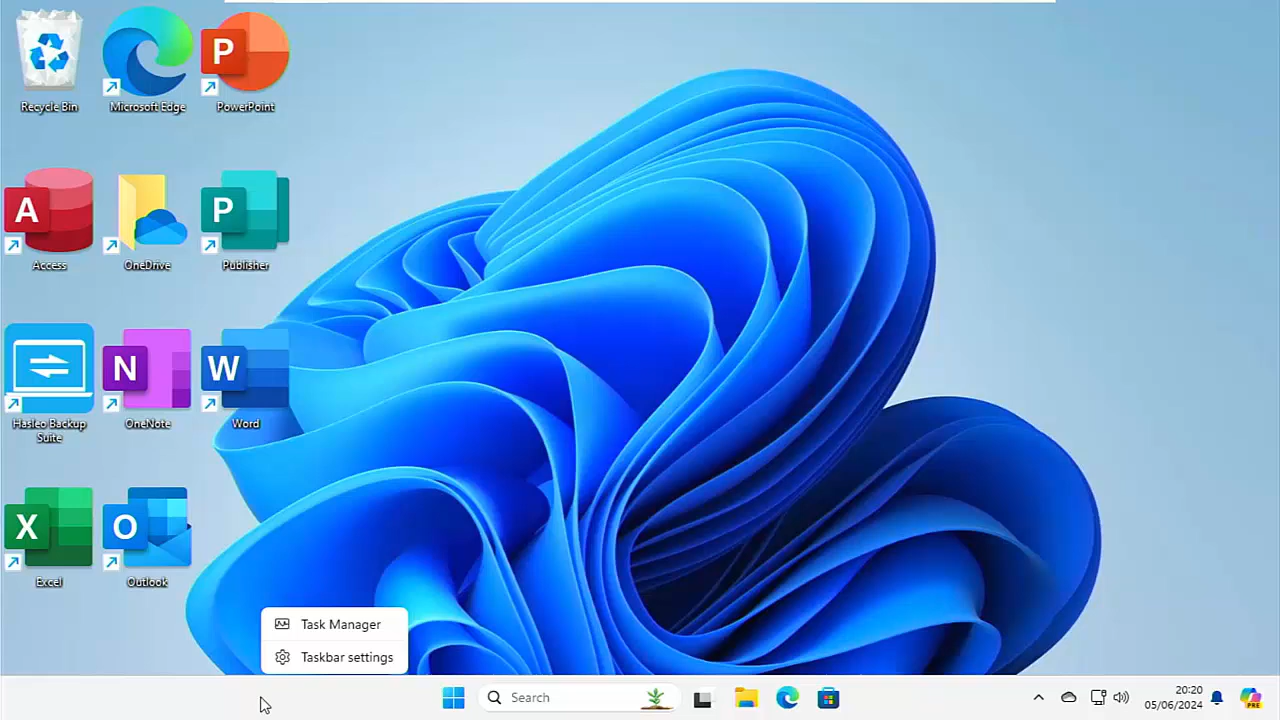 Recycle Bin
Microsoft Edge
P
PowerPoint
A
Access
OneDrive
P
Publisher
Hasleo Backup
Suite
N
OneNote
W
Word
X
Excel
O
Outlook
Task Manager
Taskbar settings
Search
20:20
05/06/2024
PRE